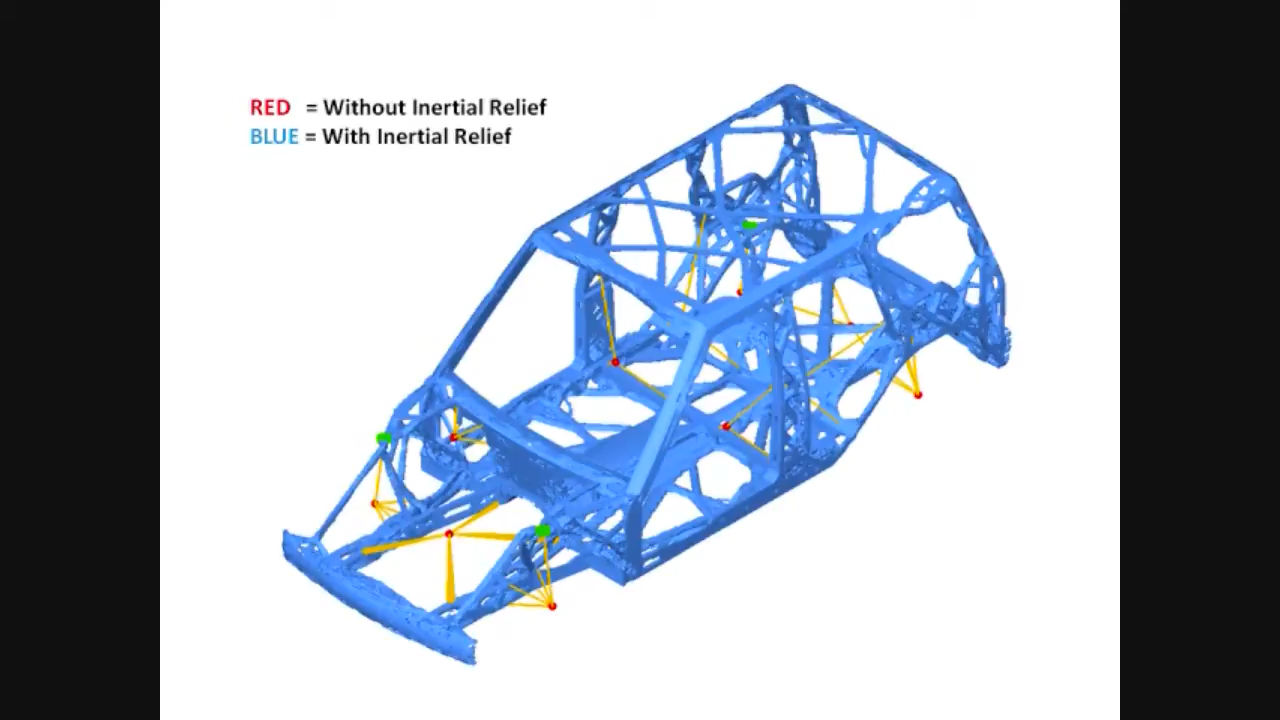 RED = Without Inertial Relief
BLUE = With Inertial Relief